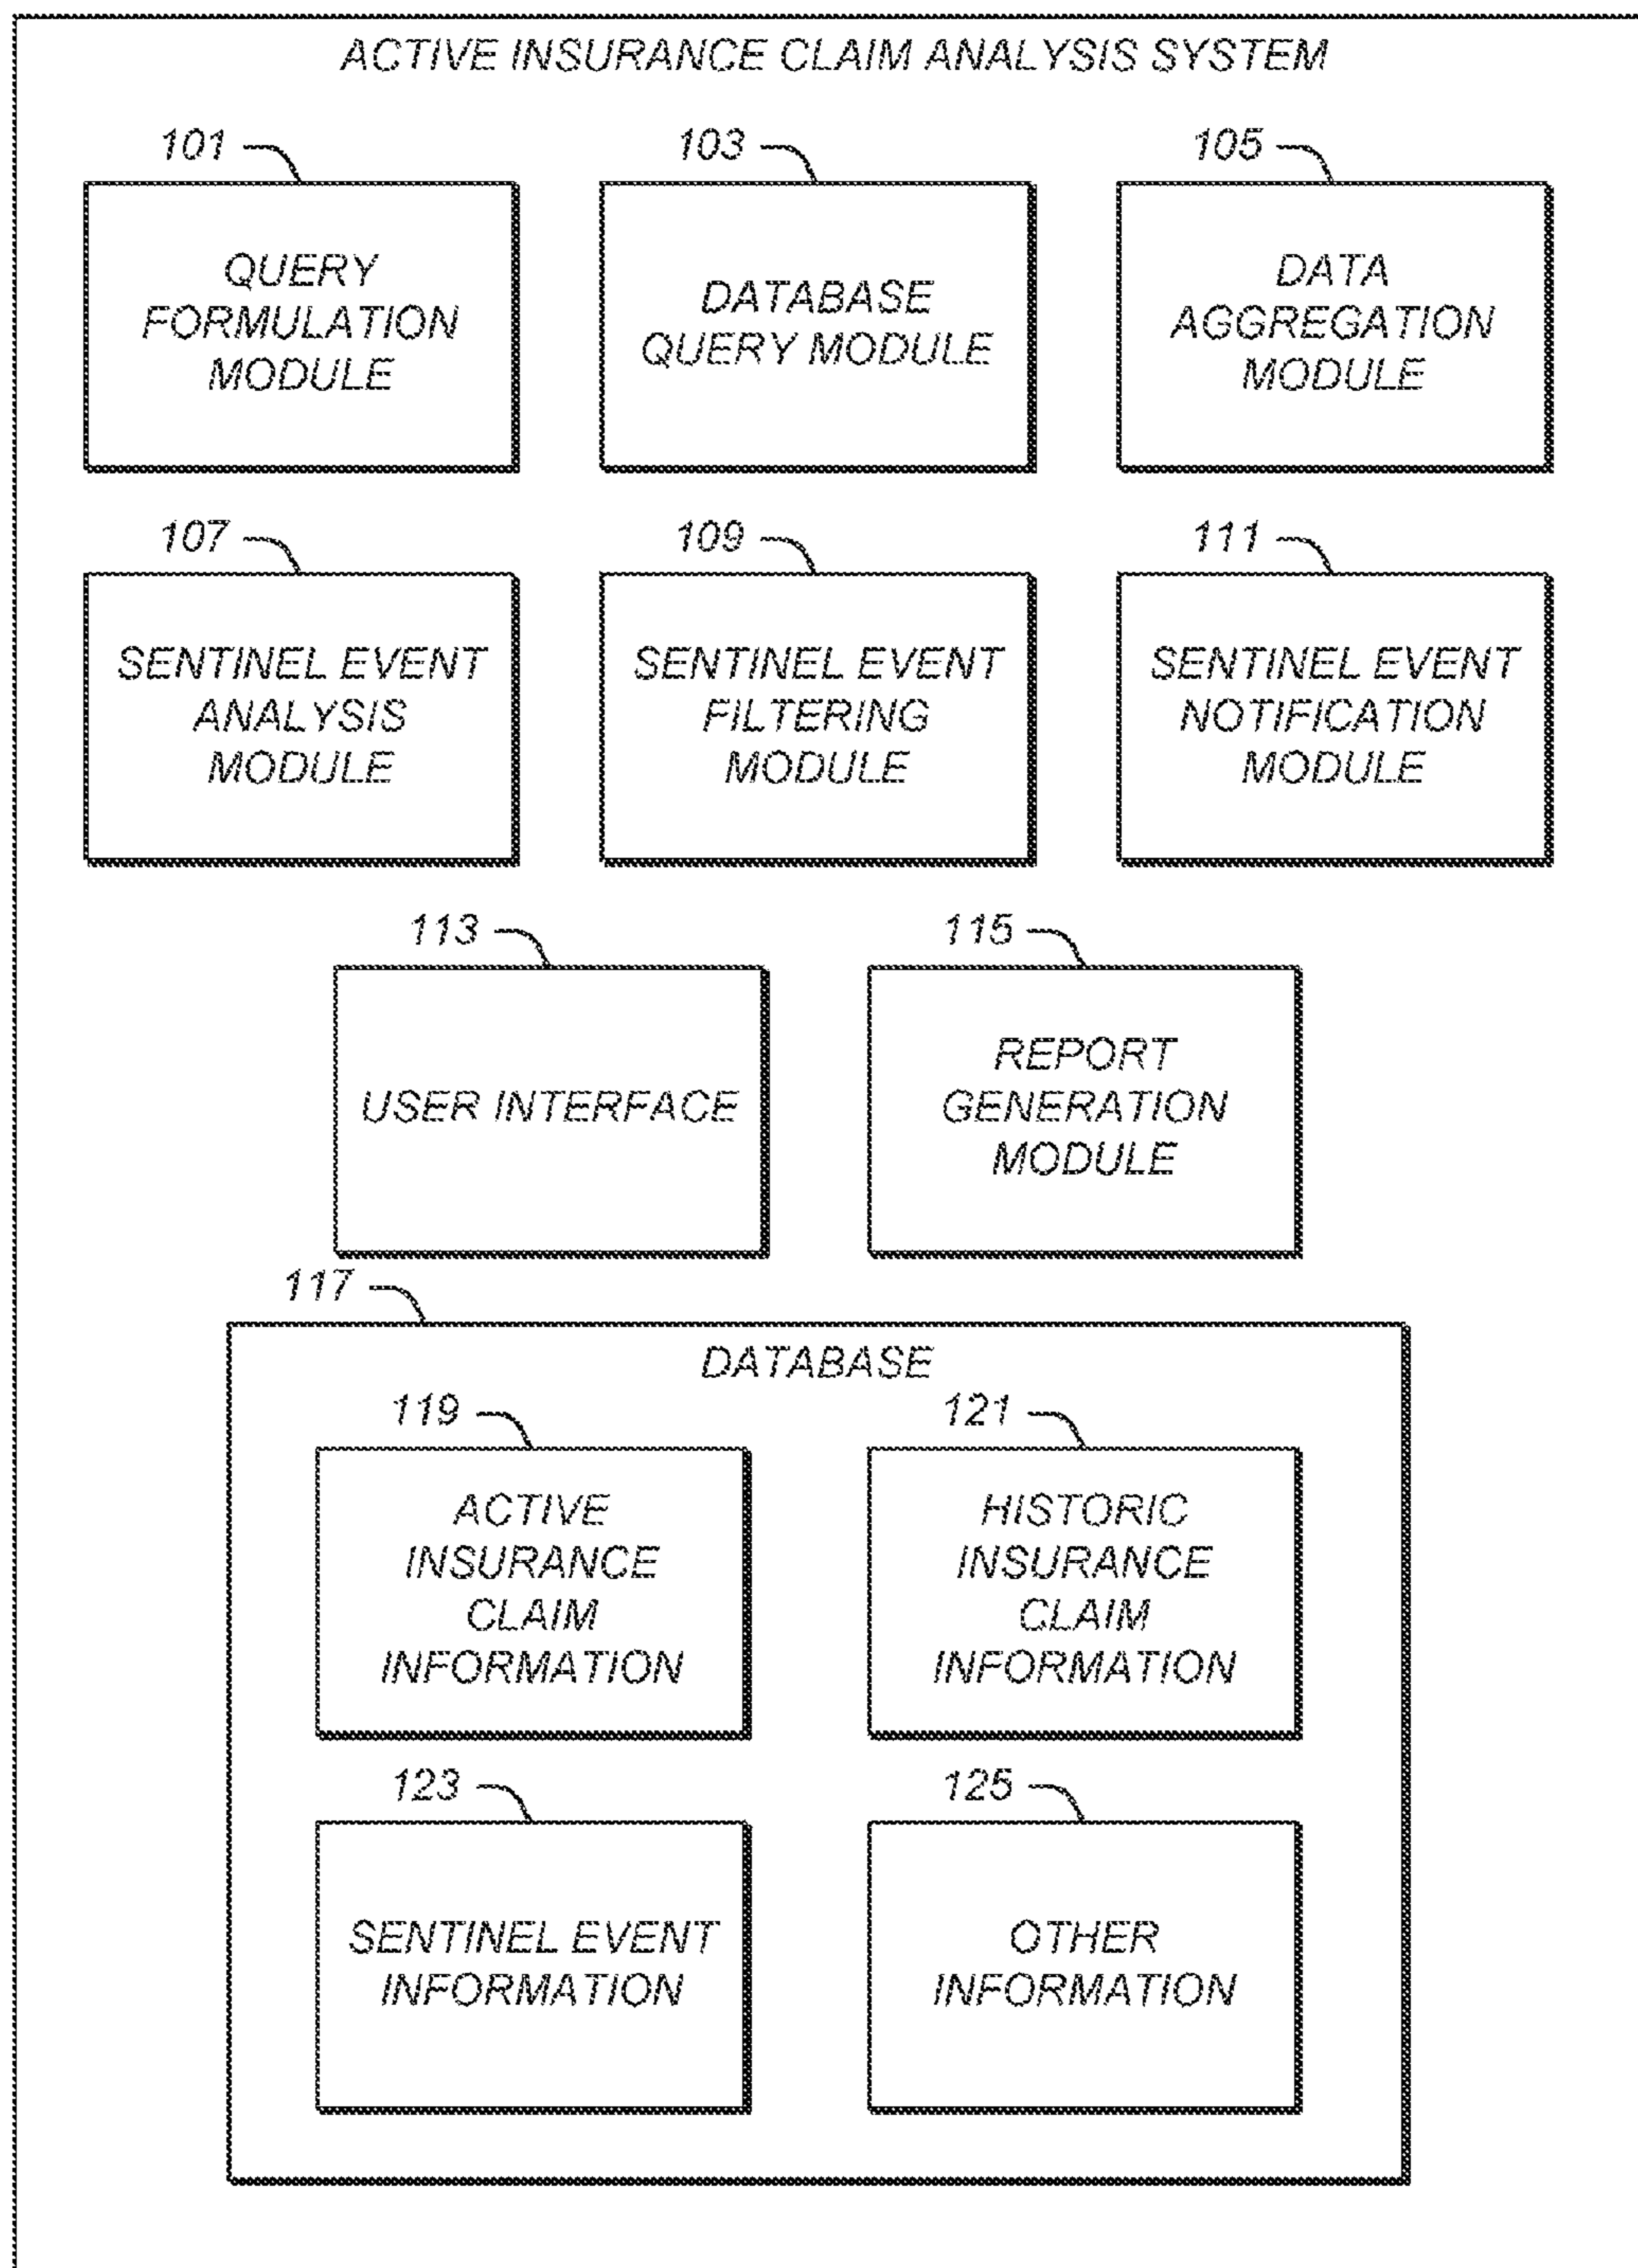 ACTIVE INSURANCE CLAIM ANALYSIS SYSTEM
101
QUERY
FORMULATION
MODULE
103
DATABASE
QUERY MODULE
105
DATA
AGGREGATION
MODULE
107
SENTINEL EVENT
ANALYSIS
MODULE
109
SENTINEL EVENT
FILTERING
MODULE
111
SENTINEL EVENT
NOTIFICATION
MODULE
113
USER INTERFACE
115
REPORT
GENERATION
MODULE
117
DATABASE
119
ACTIVE
INSURANCE
CLAIM
INFORMATION
121
HISTORIC
INSURANCE
CLAIM
INFORMATION
123
SENTINEL EVENT
INFORMATION
125
OTHER
INFORMATION